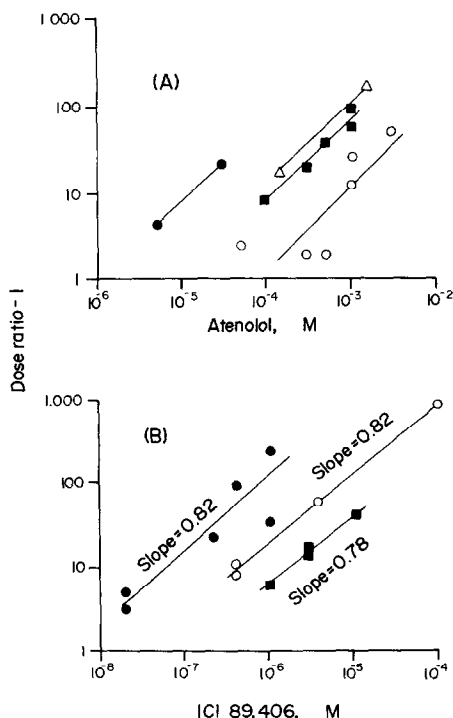 1 000
(A)
100
10
1
10⁻⁶ 10⁻⁵ 10⁻⁴ 10⁻³ 10⁻²
Atenolol, M
Dose ratio-1
1.000
(B)
100
10
1
Slope=0.82
Slope=0.82
Slope=0.78
10⁻⁸ 10⁻⁷ 10⁻⁶ 10⁻⁵ 10⁻⁴
ICI 89.406, M